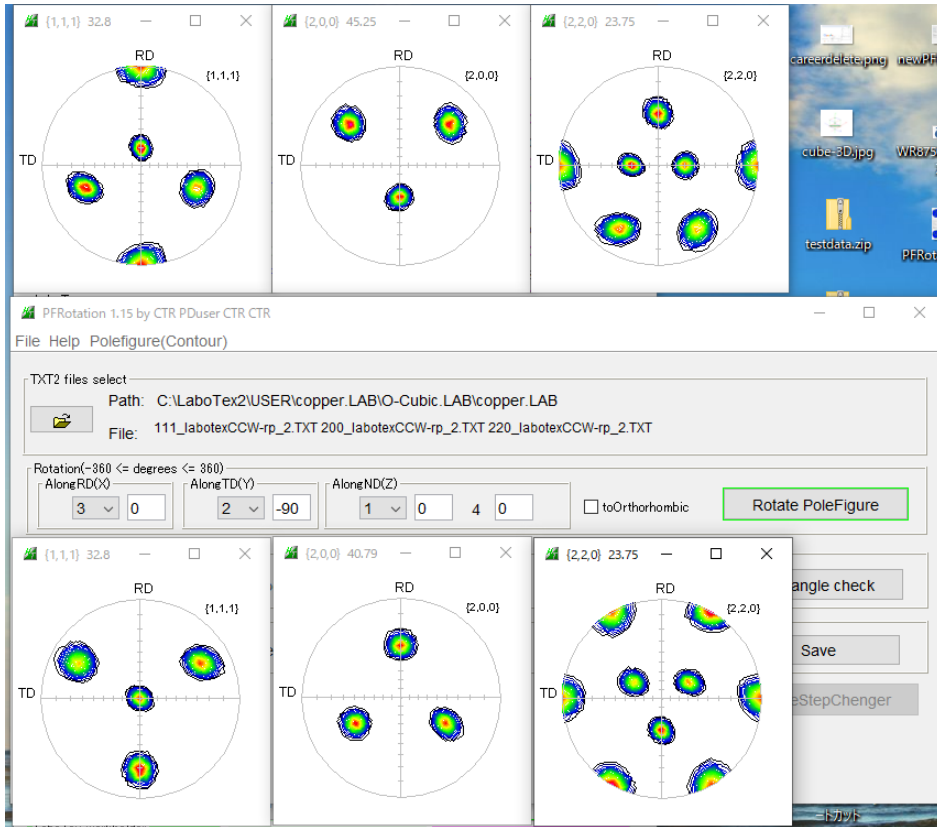 {1,1,1} 32.8
{2,0,0} 45.25
{2,2,0} 23.75
RD
{1,1,1}
TD
RD
{2,0,0}
RD
{2,2,0}
TD
careerdelete.png
cube-3D.jpg
testdata.zip
PFRotation 1.15 by CTR PDuser CTR CTR
File Help Polefigure(Contour)
TXT2 files select
Path: C:\LaboTex2\USER\copper.LAB\O-Cubic.LAB\copper.LAB
File: 111_labotexCCW-rp_2.TXT 200_labotexCCW-rp_2.TXT 220_labotexCCW-rp_2.TXT
Rotation(-360 <= degrees <= 360)
AlongRD(X) AlongTD(Y) AlongND(Z)
3 0 2 -90 1 0 4 0 toOrthorhombic Rotate PoleFigure
{1,1,1} 32.8
{2,0,0} 40.79
{2,2,0} 23.75
RD
{1,1,1}
TD
RD
{2,0,0}
TD
RD
{2,2,0}
TD
angle check
Save
eStepChenger
ートカット